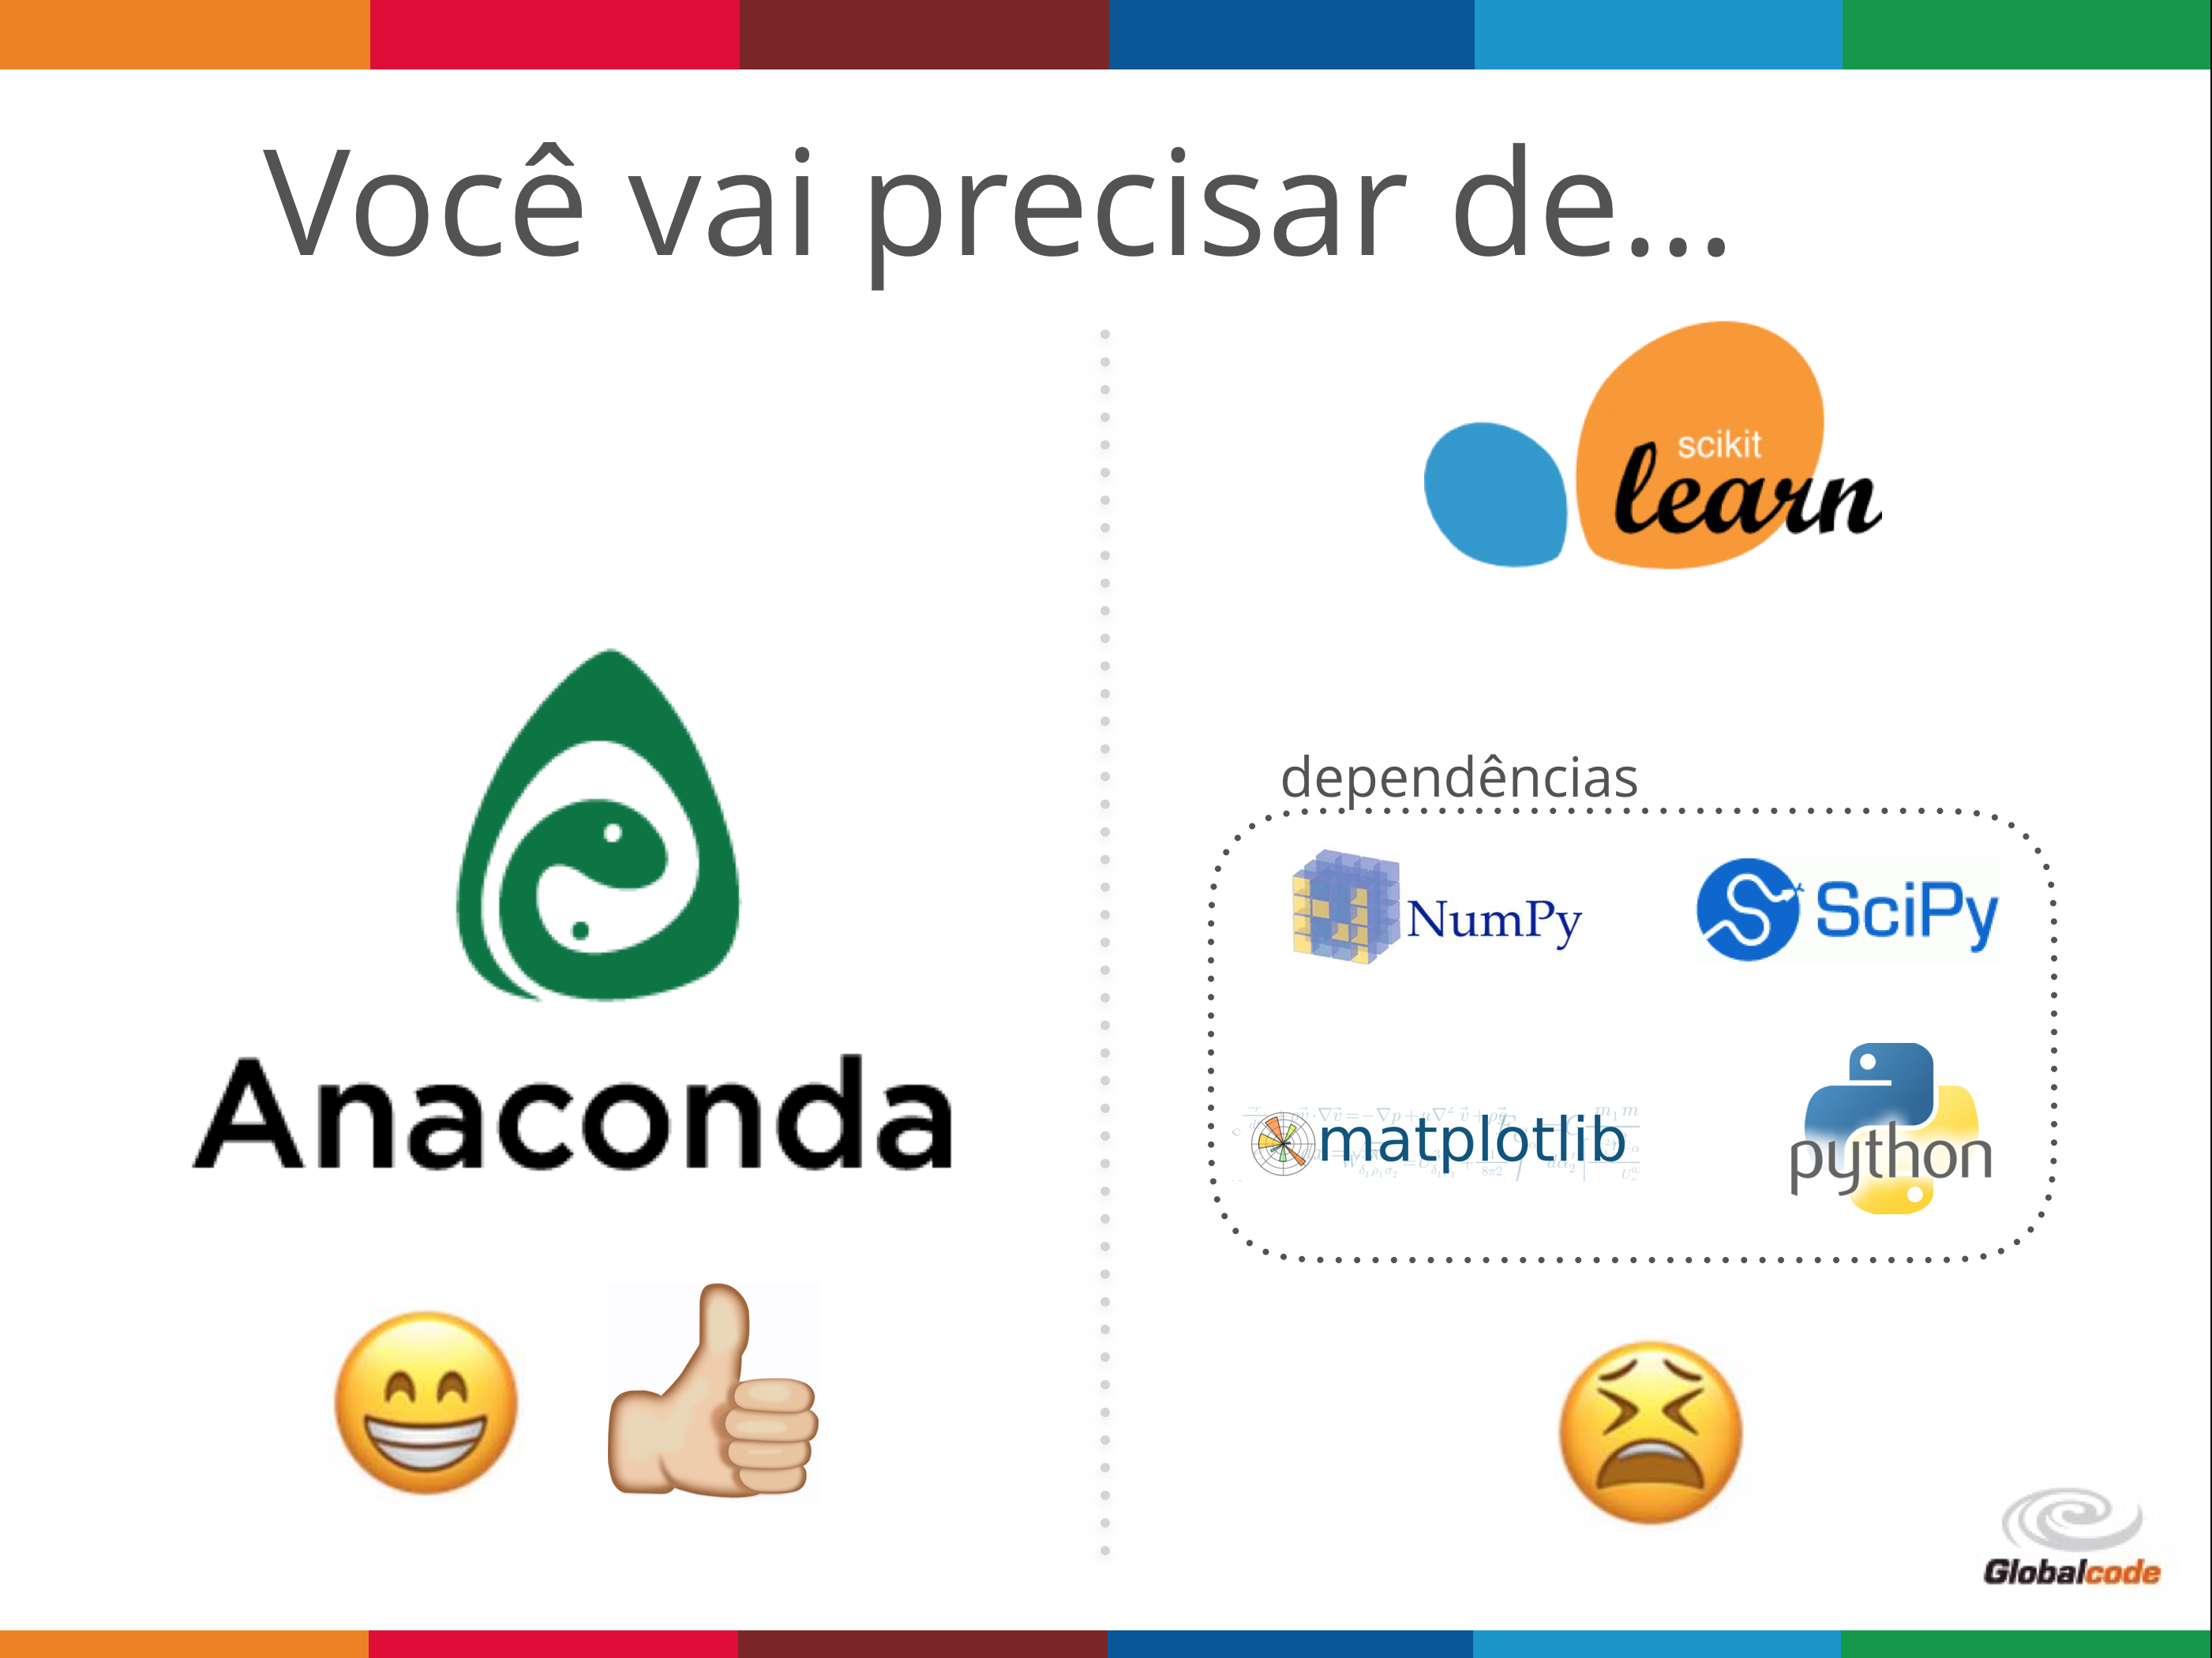 Você vai precisar de...
Anaconda
scikit
learn
dependências
NumPy
SciPy
matplotlib
python
Globalcode